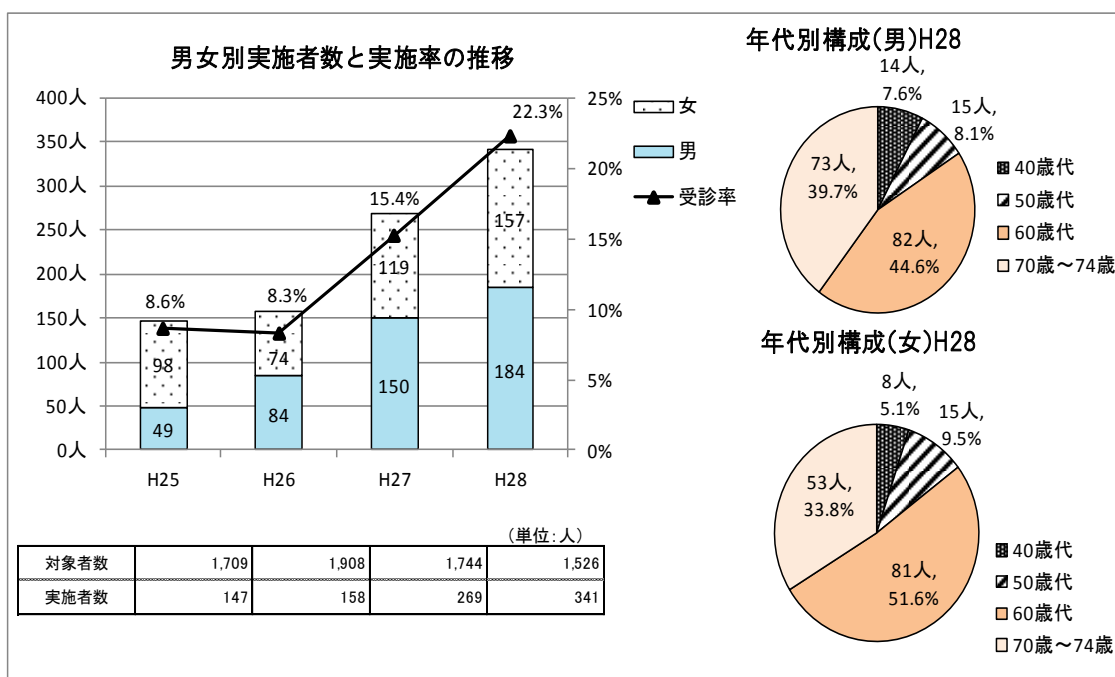 男女別実施者数と実施率の推移
400人
350人
300人
250人
200人
150人
100人
50人
0人
25%
20%
15%
10%
5%
0%
8.6%
8.3%
15.4%
22.3%
98
74
119
157
49
84
150
184
H25
H26
H27
H28
女
男
受診率
(単位:人)
対象者数 1,709 1,908 1,744 1,526
実施者数 147 158 269 341
年代別構成(男)H28
14人,
7.6%
15人,
8.1%
73人,
39.7%
82人,
44.6%
40歳代
50歳代
60歳代
70歳~74歳
年代別構成(女)H28
8人,
5.1%
15人,
9.5%
53人,
33.8%
81人,
51.6%
40歳代
50歳代
60歳代
70歳~74歳